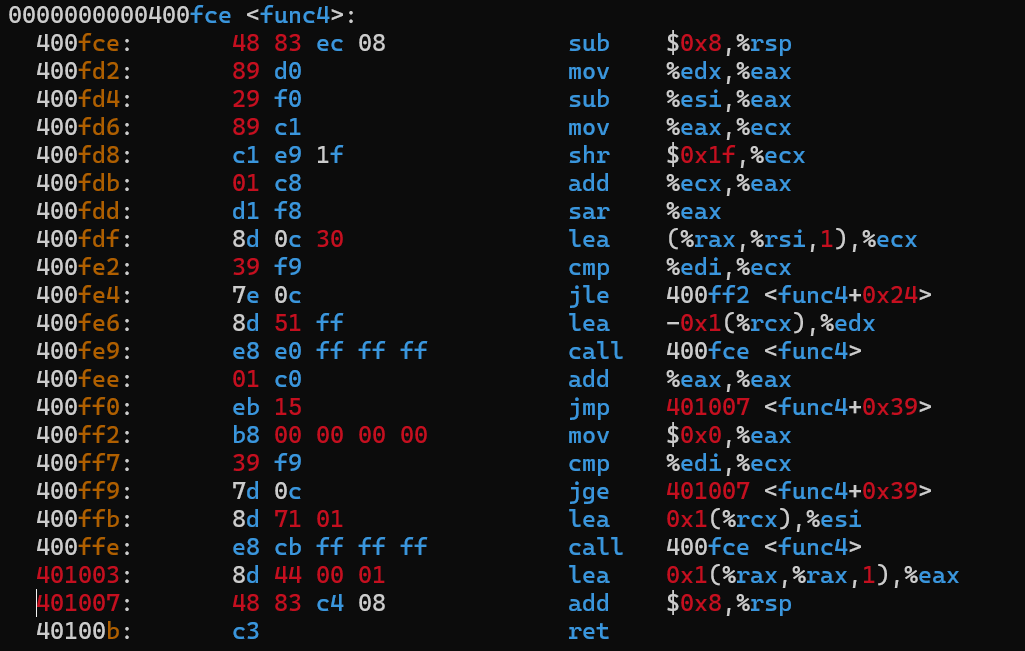 0000000000400fce <func4>:
400fce: 48 83 ec 08 sub $0x8,%rsp
400fd2: 89 d0 mov %edx,%eax
400fd4: 29 f0 sub %esi,%eax
400fd6: 89 c1 mov %eax,%ecx
400fd8: c1 e9 1f shr $0x1f,%ecx
400fdb: 01 c8 add %ecx,%eax
400fdd: d1 f8 sar %eax
400fdf: 8d 0c 30 lea (%rax,%rsi,1),%ecx
400fe2: 39 f9 cmp %edi,%ecx
400fe4: 7e 0c jle 400ff2 <func4+0x24>
400fe6: 8d 51 ff lea -0x1(%rcx),%edx
400fe9: e8 e0 ff ff ff call 400fce <func4>
400fee: 01 c0 add %eax,%eax
400ff0: eb 15 jmp 401007 <func4+0x39>
400ff2: b8 00 00 00 00 mov $0x0,%eax
400ff7: 39 f9 cmp %edi,%ecx
400ff9: 7d 0c jge 401007 <func4+0x39>
400ffb: 8d 71 01 lea 0x1(%rcx),%esi
400ffe: e8 cb ff ff ff call 400fce <func4>
401003: 8d 44 00 01 lea 0x1(%rax,%rax,1),%eax
401007: 48 83 c4 08 add $0x8,%rsp
40100b: c3 ret